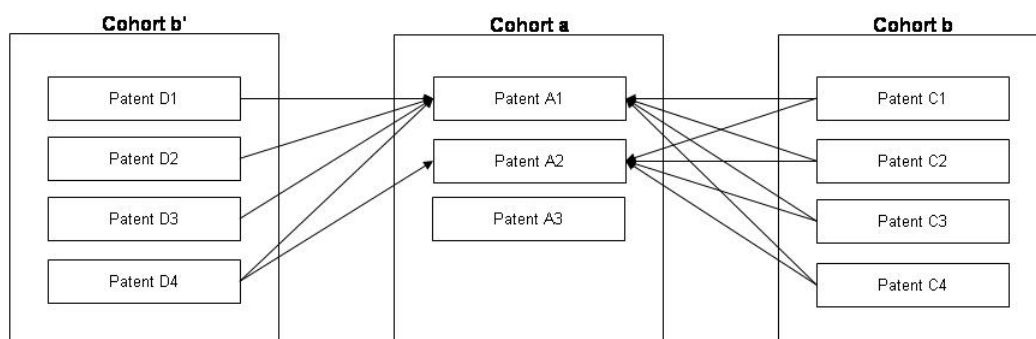 Cohort b'
Cohort a
Cohort b
Patent D1
Patent A1
Patent C1
Patent D2
Patent A2
Patent C2
Patent D3
Patent A3
Patent C3
Patent D4
Patent C4